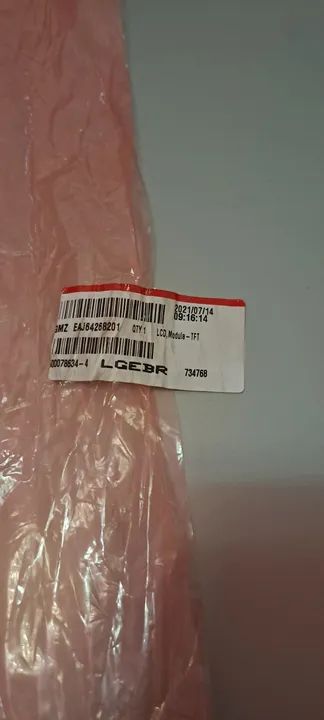 2021/07/14
09:16:14
EAJ64268201 QTY 1 LCD,Module-TFT
LGEBR 734768